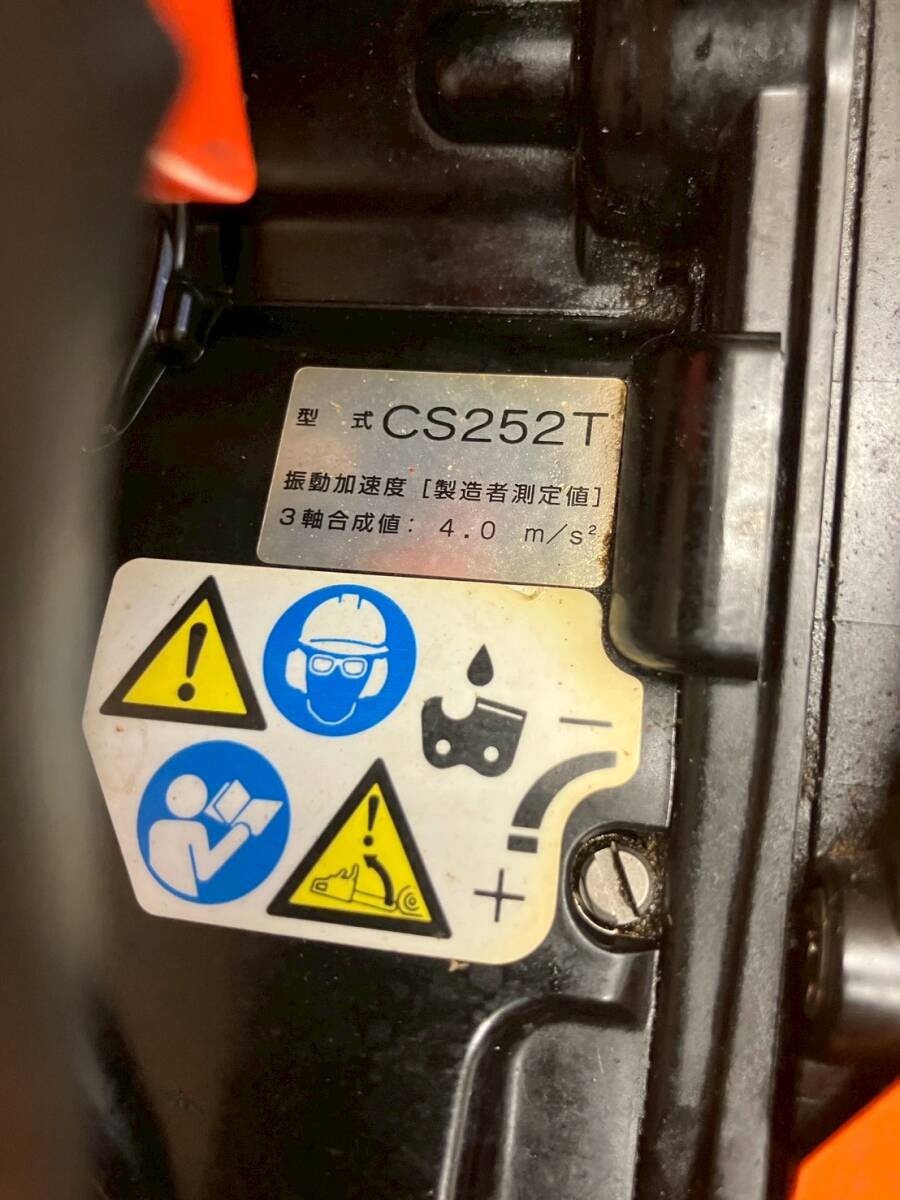 型 式 CS252T
振動加速度 [製造者測定値]
3軸合成値: 4.0 m/s²
−
+